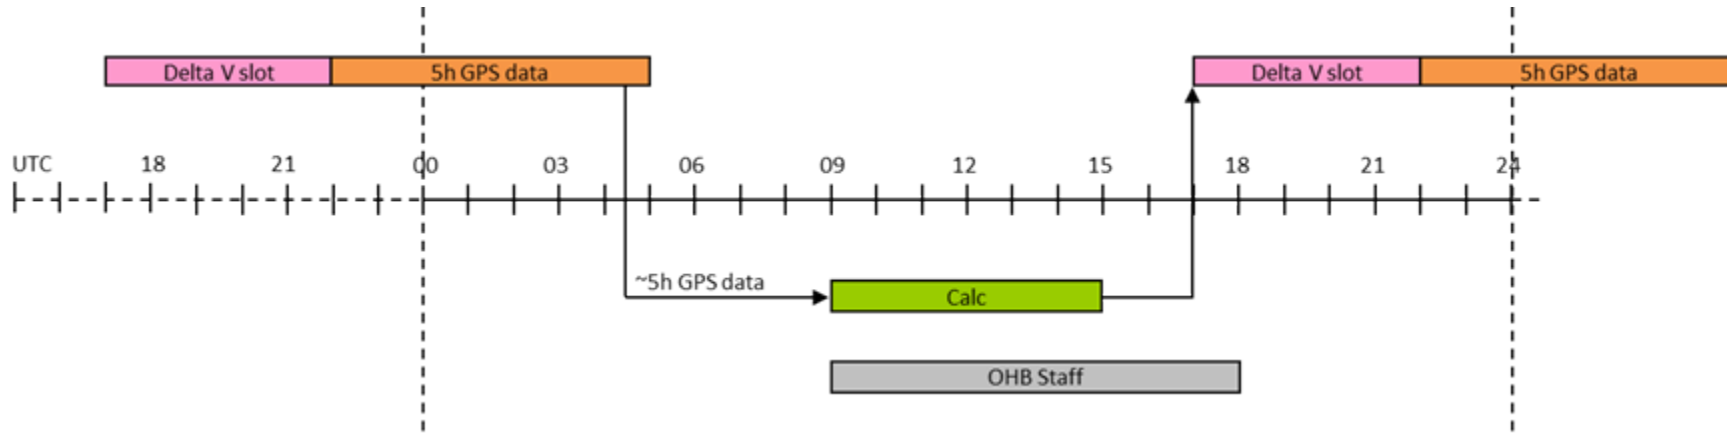 Delta V slot 5h GPS data Delta V slot 5h GPS data
UTC 18 21 00 03 06 09 12 15 18 21 24
~5h GPS data Calc
OHB Staff